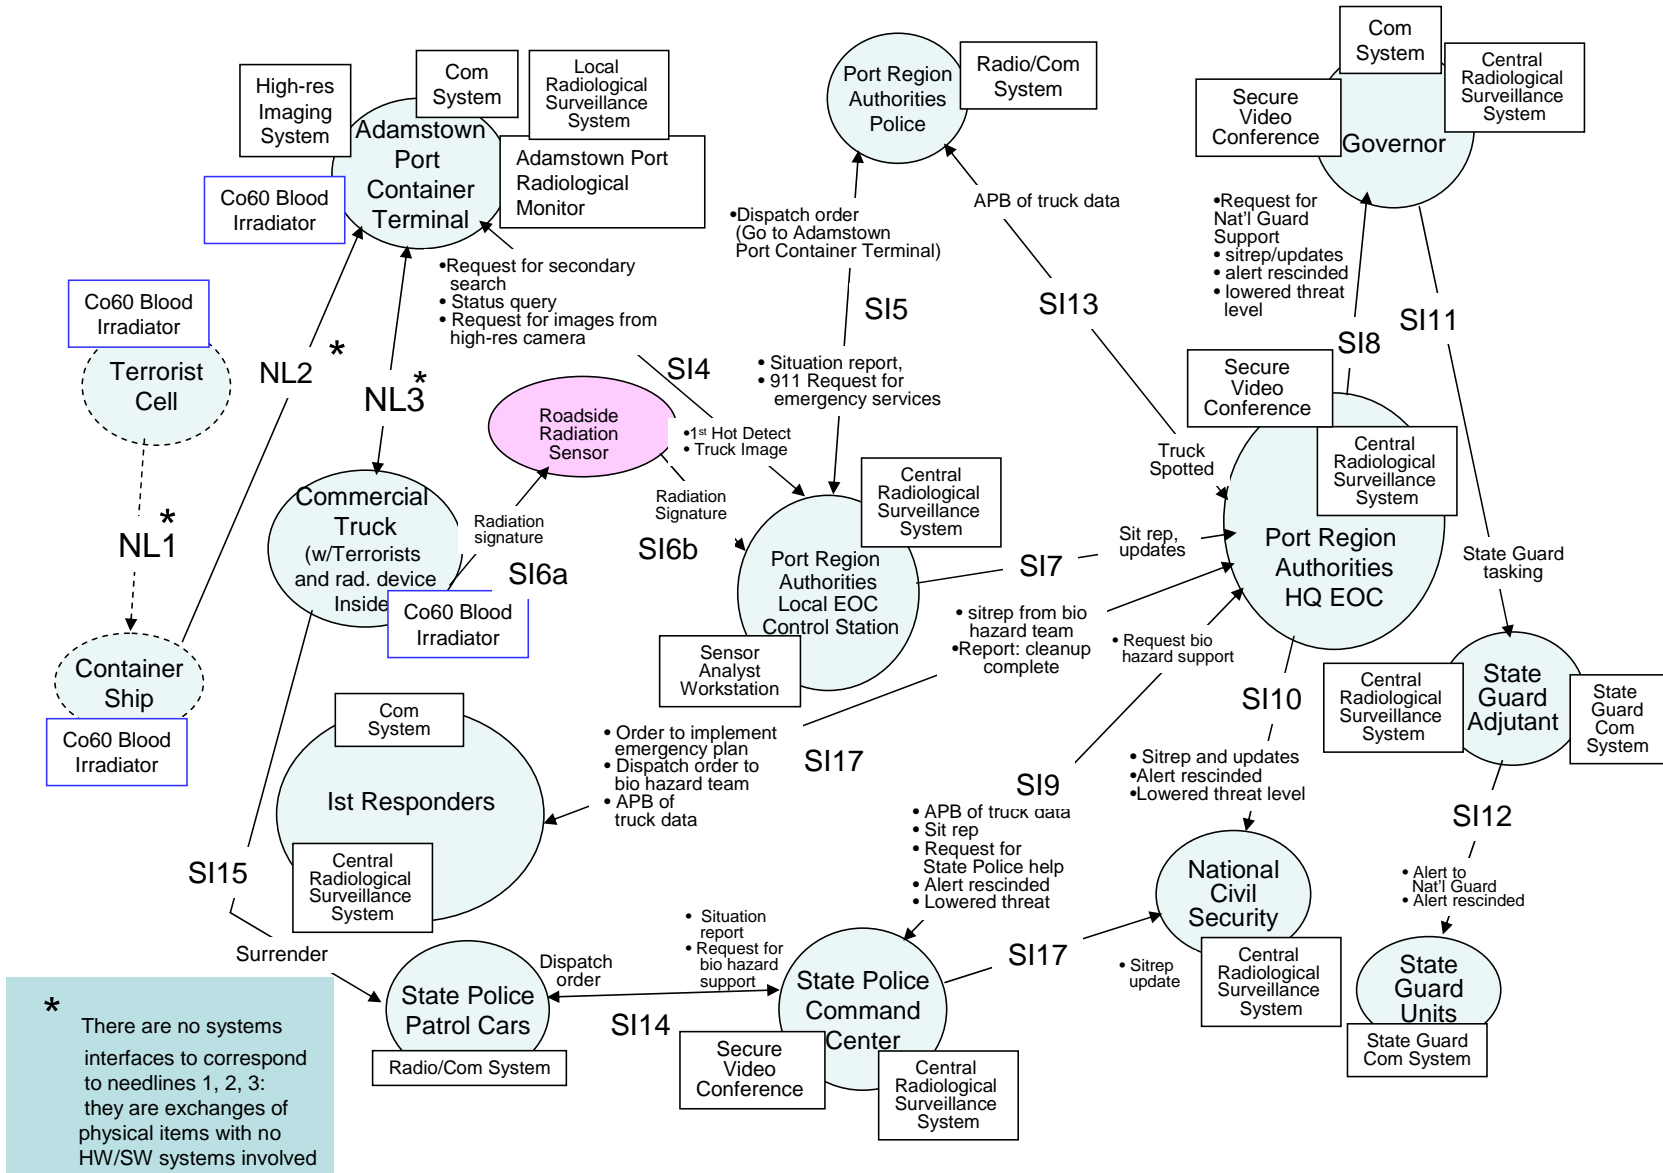 High-res
Imaging
System
Com
System
Local
Radiological
Surveillance
System
Adamstown
Port
Container
Terminal
Adamstown Port
Radiological
Monitor
Co60 Blood
Irradiator
Port Region
Authorities
Police
Radio/Com
System
Com
System
Secure
Video
Conference
Central
Radiological
Surveillance
System
Governor
•Request for secondary
search
• Status query
• Request for images from
high-res camera
•Dispatch order
(Go to Adamstown
Port Container Terminal)
APB of truck data
•Request for
Nat'l Guard
Support
• sitrep/updates
• alert rescinded
• lowered threat
level
Co60 Blood
Irradiator
Terrorist
Cell
NL2 *
NL3*
SI4
SI5
SI13
SI8
SI11
• Situation report,
• 911 Request for
emergency services
Secure
Video
Conference
Central
Radiological
Surveillance
System
Roadside
Radiation
Sensor
•1st Hot Detect
• Truck Image
Truck
Spotted
NL1*
Commercial
Truck
(w/Terrorists
and rad. device
Inside
Radiation
signature
SI6a
Co60 Blood
Irradiator
Radiation
Signature
SI6b
Central
Radiological
Surveillance
System
Port Region
Authorities
Local EOC
Control Station
Sensor
Analyst
Workstation
SI7
Sit rep,
updates
Port Region
Authorities
HQ EOC
State Guard
tasking
Container
Ship
Co60 Blood
Irradiator
• sitrep from bio
hazard team
•Report: cleanup
complete
• Request bio
hazard support
SI10
Central
Radiological
Surveillance
System
State
Guard
Adjutant
State
Guard
Com
System
Com
System
Ist Responders
Central
Radiological
Surveillance
System
• Order to implement
emergency plan
• Dispatch order to
bio hazard team
• APB of
truck data
SI17
SI9
• Sitrep and updates
•Alert rescinded
•Lowered threat level
SI12
• APB of truck data
• Sit rep
• Request for
State Police help
• Alert rescinded
• Lowered threat
SI15
National
Civil
Security
Central
Radiological
Surveillance
System
• Alert to
Nat'l Guard
• Alert rescinded
Surrender
• Situation
report
• Request for
bio hazard
support
Dispatch
order
SI14
State Police
Patrol Cars
Radio/Com System
State Police
Command
Center
Secure
Video
Conference
Central
Radiological
Surveillance
System
SI17
• Sitrep
update
State
Guard
Units
State Guard
Com System
*
There are no systems
interfaces to correspond
to needlines 1, 2, 3:
they are exchanges of
physical items with no
HW/SW systems involved